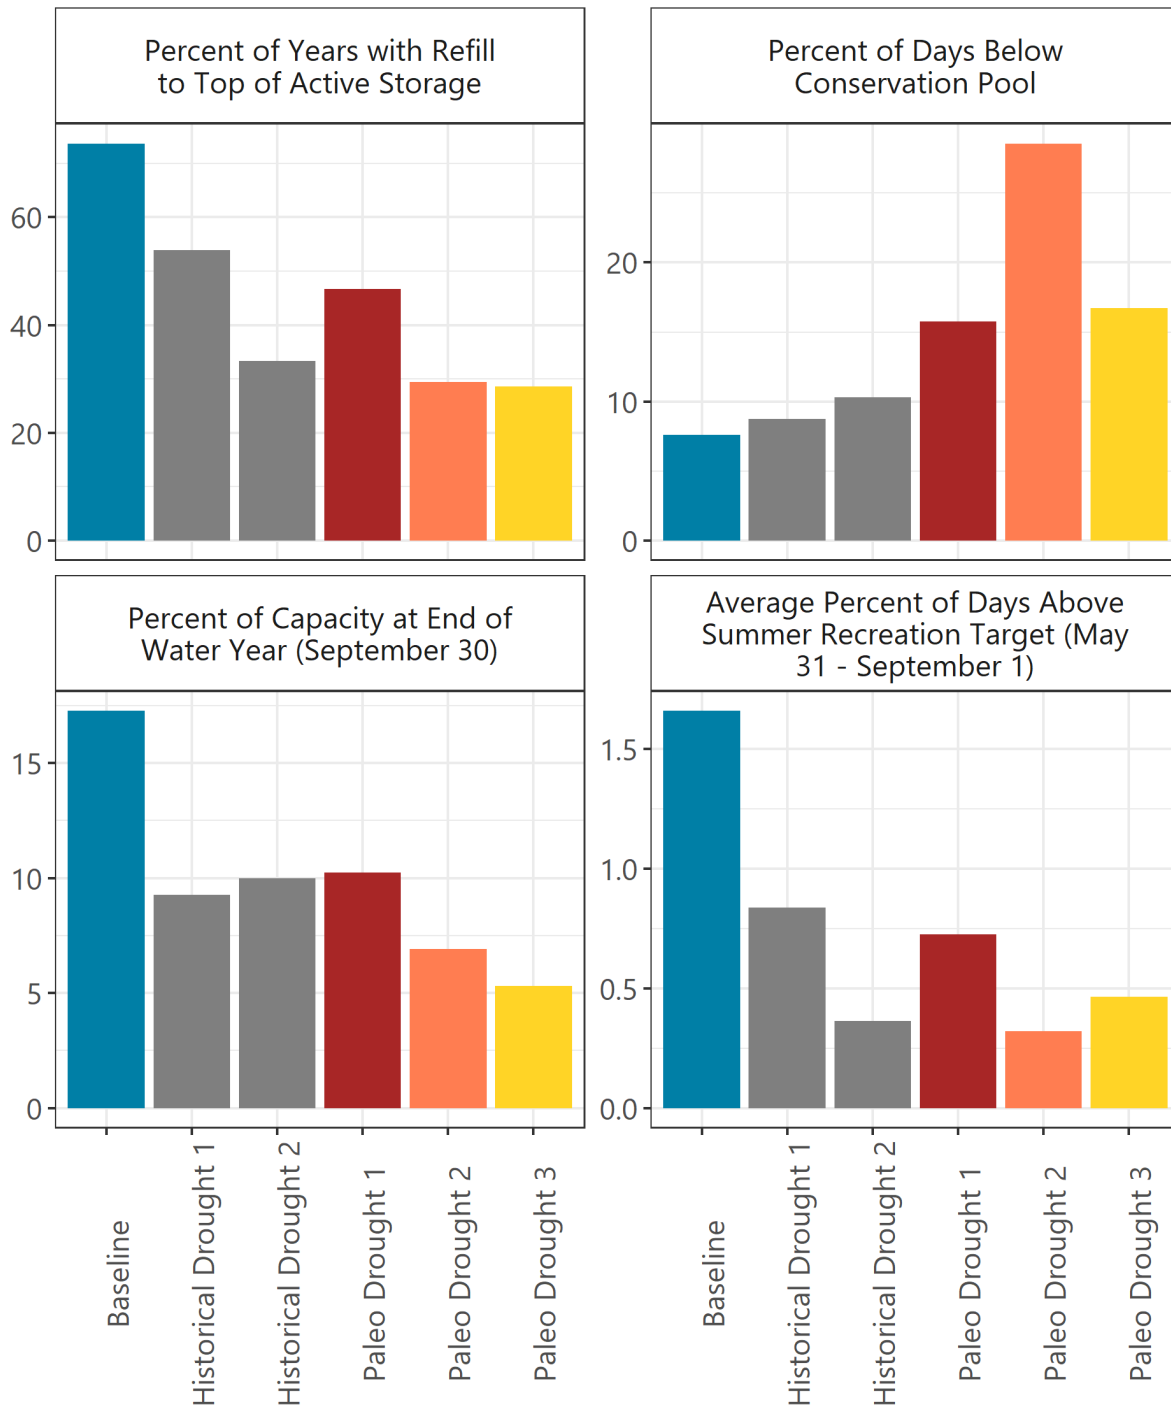 Percent of Years with Refill
to Top of Active Storage
Percent of Days Below
Conservation Pool
60
40
20
0
20
10
0
Percent of Capacity at End of
Water Year (September 30)
Average Percent of Days Above
Summer Recreation Target (May
31 - September 1)
15
10
5
0
1.5
1.0
0.5
0.0
Baseline
Historical Drought 1
Historical Drought 2
Paleo Drought 1
Paleo Drought 2
Paleo Drought 3
Baseline
Historical Drought 1
Historical Drought 2
Paleo Drought 1
Paleo Drought 2
Paleo Drought 3